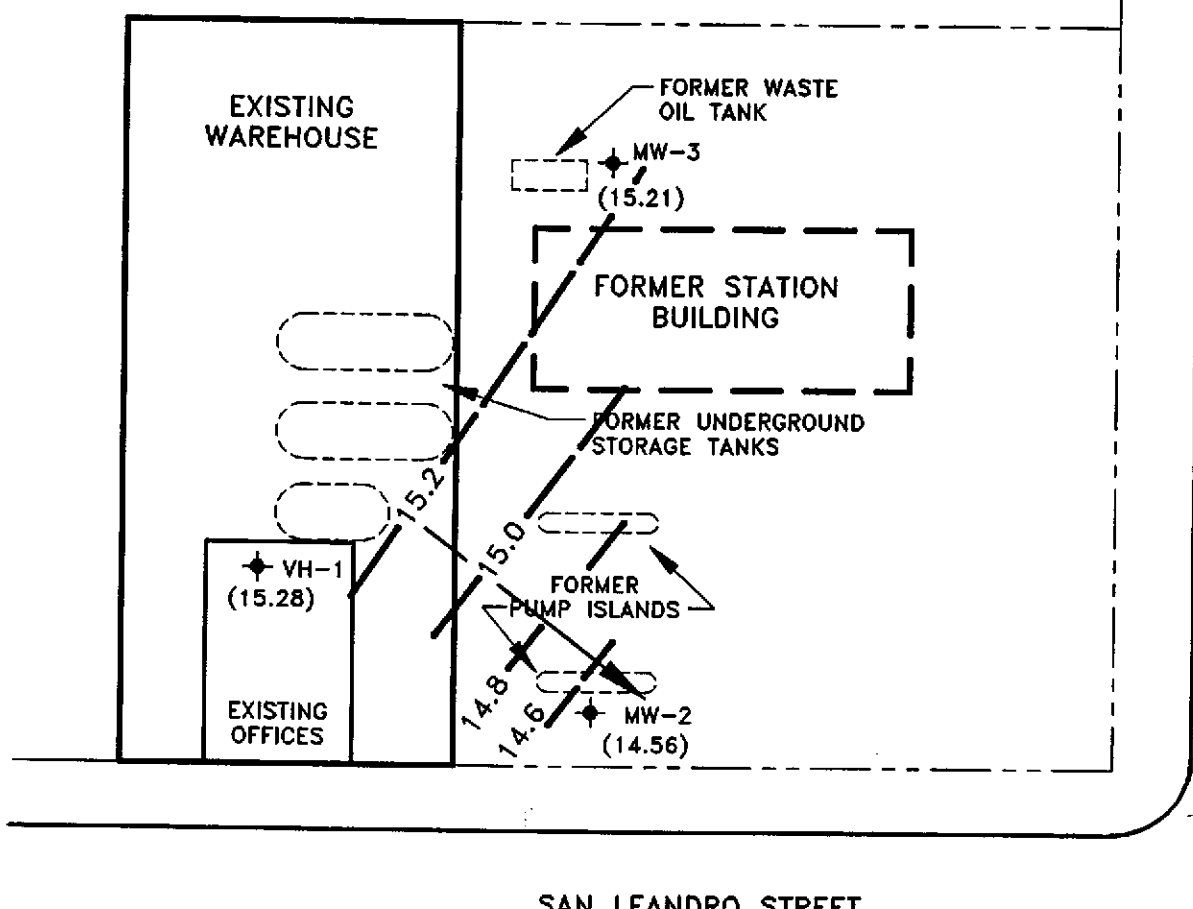 FORMER WASTE
OIL TANK
EXISTING
WAREHOUSE
MW-3
(15.21)
FORMER STATION
BUILDING
FORMER UNDERGROUND
STORAGE TANKS
15.2
15.0
VH-1
(15.28)
FORMER
PUMP ISLANDS
14.8
14.6
EXISTING
OFFICES
MW-2
(14.56)
SAN LEANDRO STREET